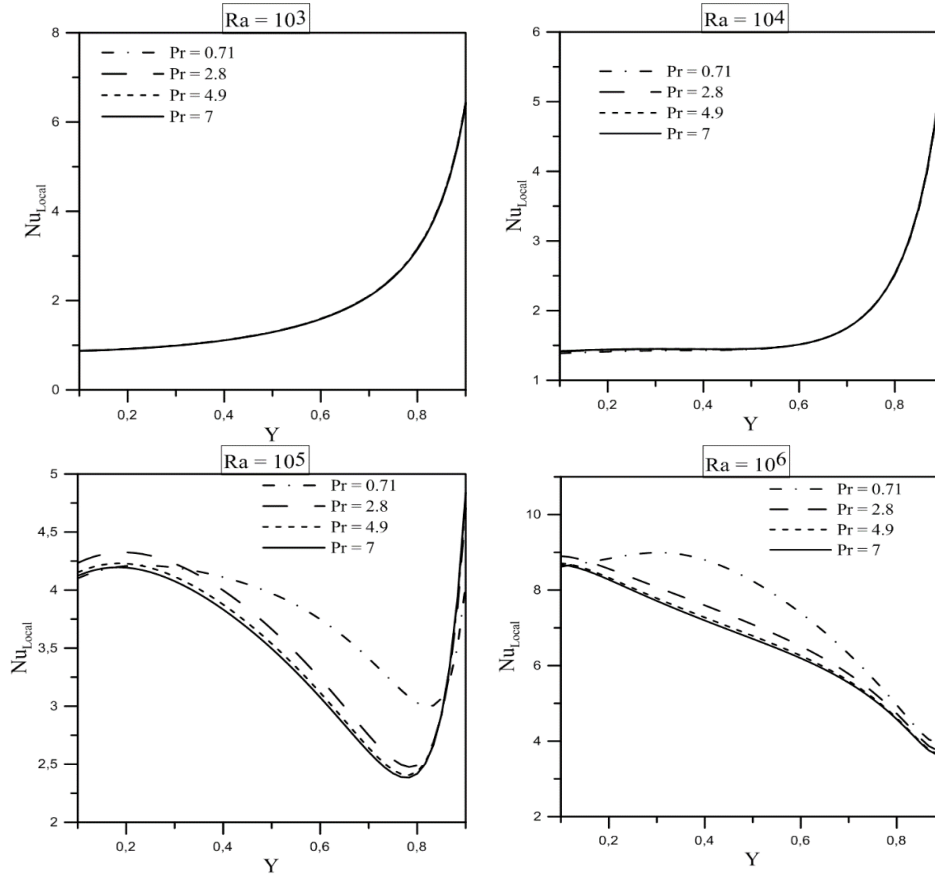 Ra = 10³
Pr = 0.71
Pr = 2.8
Pr = 4.9
Pr = 7
8
6
4
2
0
Nu_Local
0,2
0,4
0,6
0,8
Y
Ra = 10⁴
Pr = 0.71
Pr = 2.8
Pr = 4.9
Pr = 7
6
5
4
3
2
1
Nu_Local
0,2
0,4
0,6
0,8
Y
Ra = 10⁵
Pr = 0.71
Pr = 2.8
Pr = 4.9
Pr = 7
5
4,5
4
3,5
3
2,5
2
Nu_Local
0,2
0,4
0,6
0,8
Y
Ra = 10⁶
Pr = 0.71
Pr = 2.8
Pr = 4.9
Pr = 7
10
8
6
4
2
Nu_Local
0,2
0,4
0,6
0,8
Y